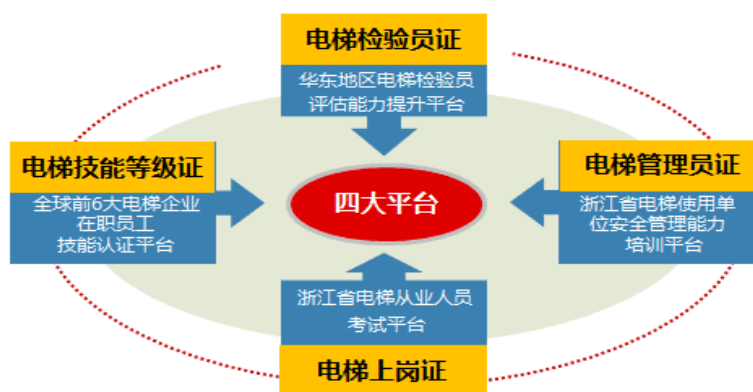 电梯检验员证
华东地区电梯检验员
评估能力提升平台
电梯技能等级证
全球前6大电梯企业
在职员工
技能认证平台
四大平台
电梯管理员证
浙江省电梯使用单
位安全管理能力
培训平台
浙江省电梯从业人员
考试平台
电梯上岗证